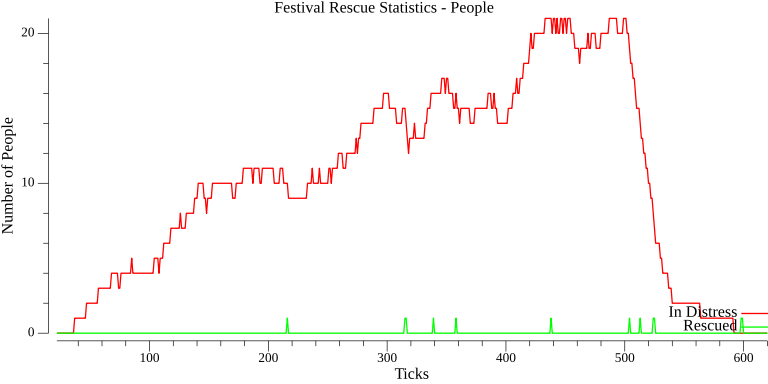 Festival Rescue Statistics - People
Number of People
20
10
0
In Distress
Rescued
100 200 300 400 500 600
Ticks